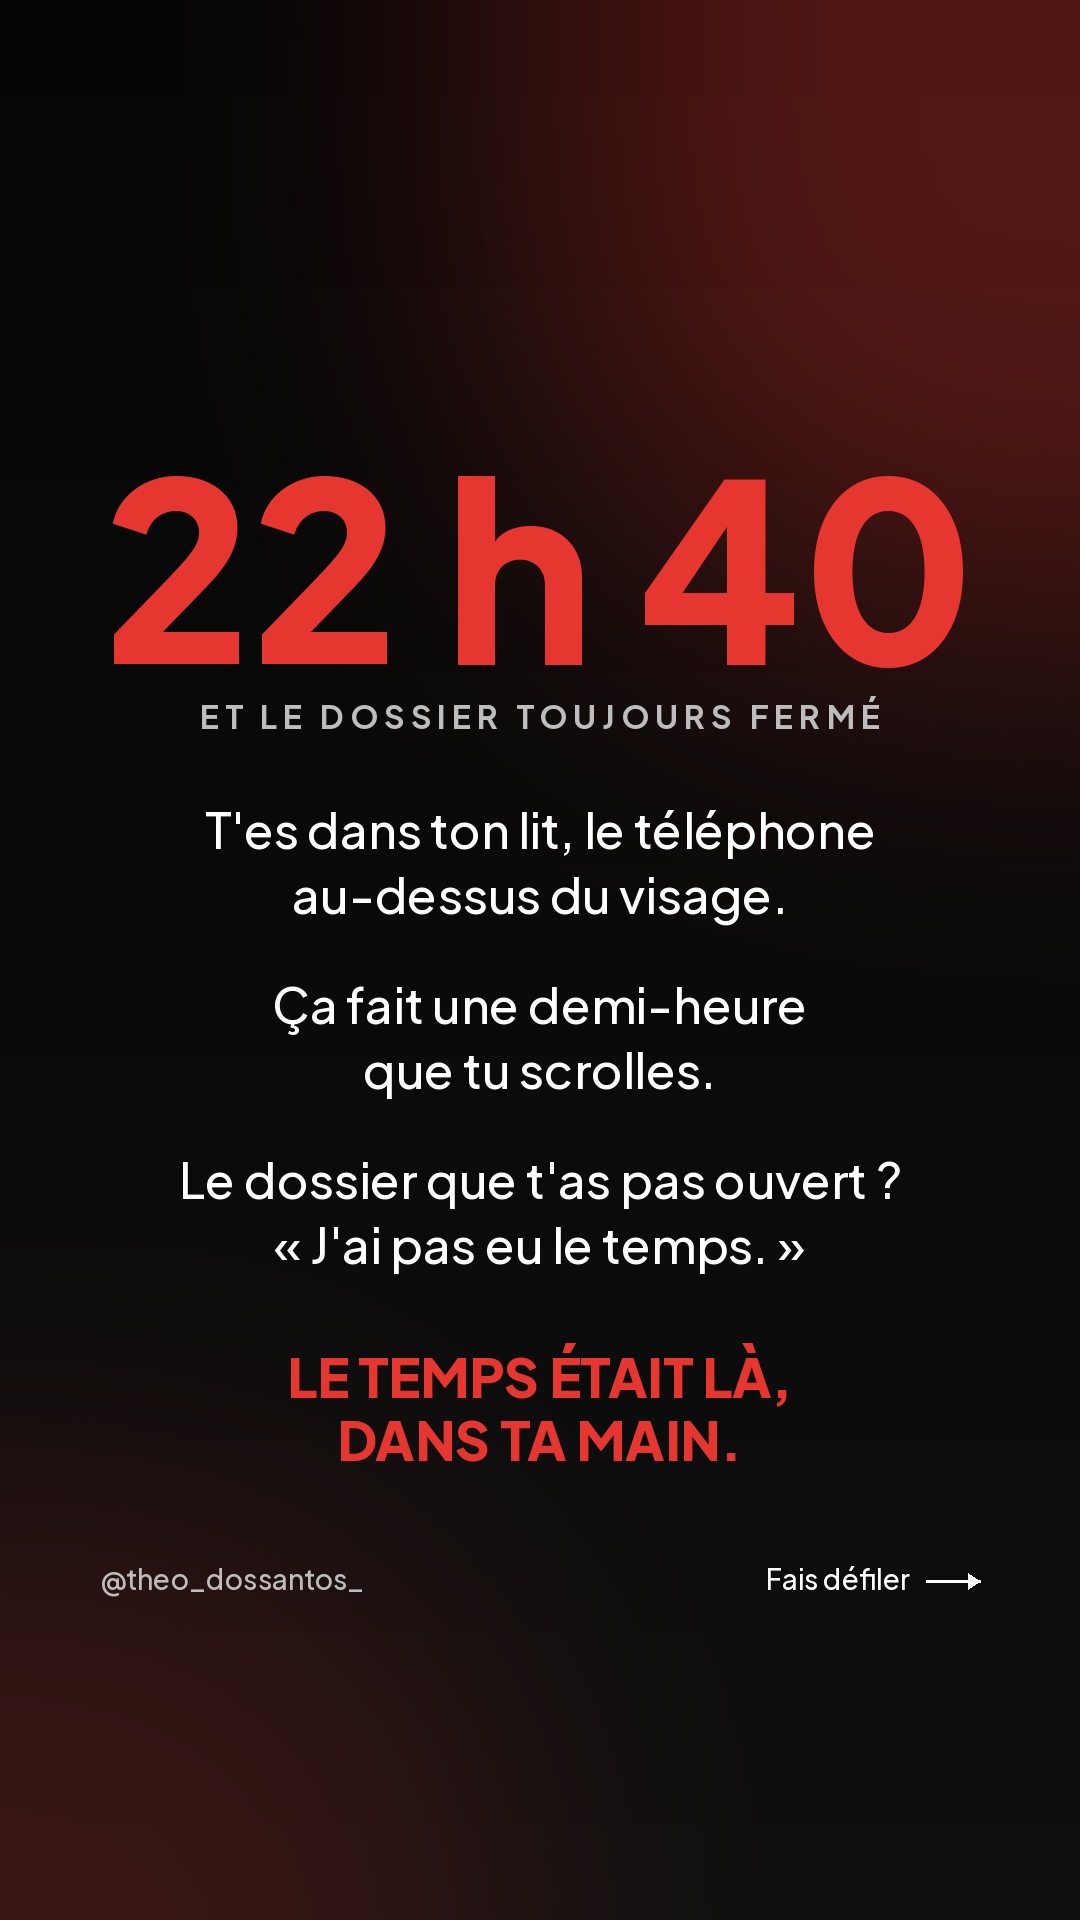 22 h 40
ET LE DOSSIER TOUJOURS FERMÉ
T'es dans ton lit, le téléphone
au-dessus du visage.
Ça fait une demi-heure
que tu scrolles.
Le dossier que t'as pas ouvert ?
« J'ai pas eu le temps. »
LE TEMPS ÉTAIT LÀ,
DANS TA MAIN.
@theo_dossantos_
Fais défiler